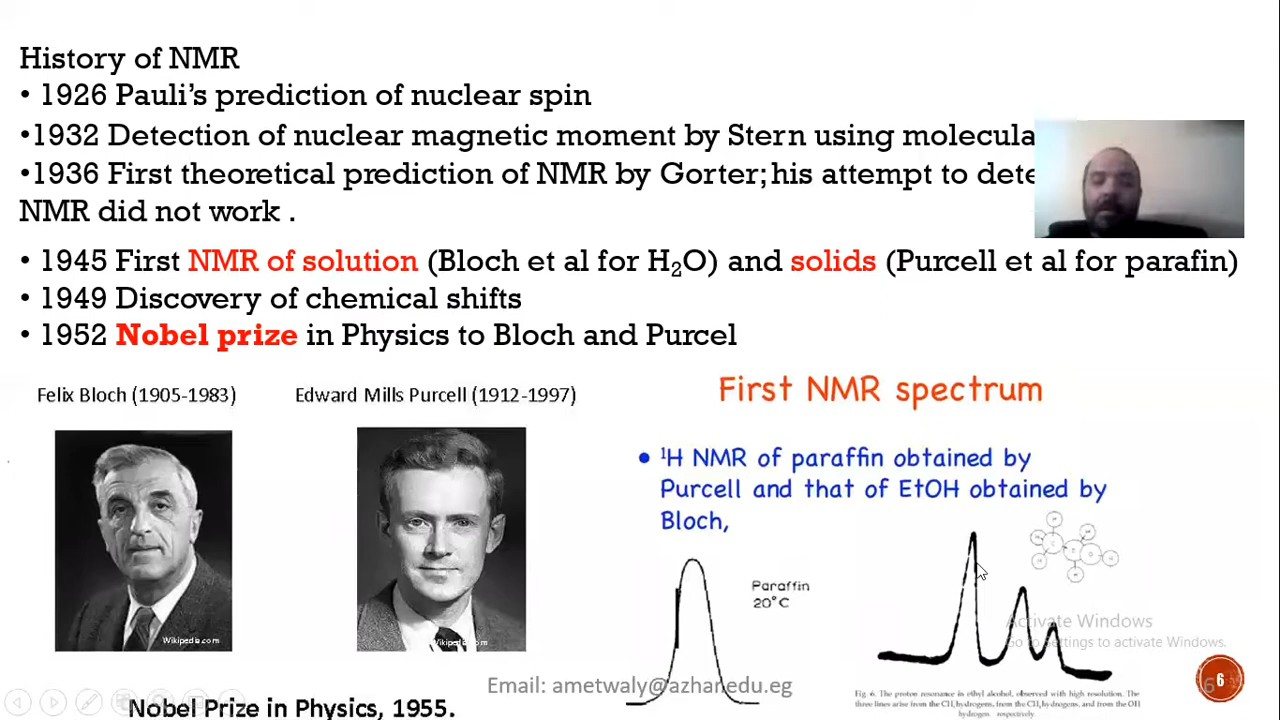 History of NMR
• 1926 Pauli's prediction of nuclear spin
•1932 Detection of nuclear magnetic moment by Stern using molecula
•1936 First theoretical prediction of NMR by Gorter; his attempt to dete
NMR did not work .
• 1945 First NMR of solution (Bloch et al for H₂O) and solids (Purcell et al for parafin)
• 1949 Discovery of chemical shifts
• 1952 Nobel prize in Physics to Bloch and Purcel
Felix Bloch (1905-1983)
Edward Mills Purcell (1912-1997)
First NMR spectrum
• ¹H NMR of paraffin obtained by
Purcell and that of EtOH obtained by
Bloch,
Paraffin
20°C
Wikipedia.com
Wikipedia.com
Activate Windows
Go to Settings to activate Windows.
Email: ametwaly@azhar.edu.eg
Fig. 6. The proton resonance in ethyl alcohol, observed with high resolution. The
three lines arise from the CH₃ hydrogens, from the CH₂ hydrogens, and from the OH
hydrogen respectively.
6
Nobel Prize in Physics, 1955.